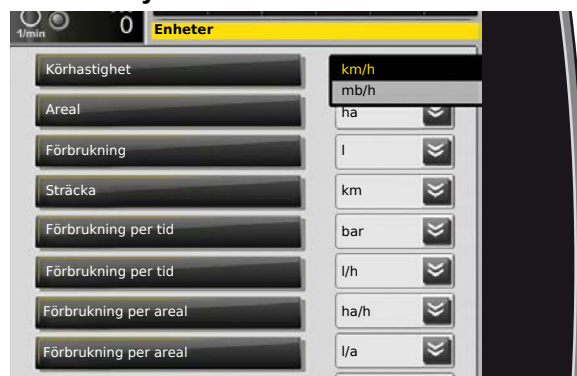 1/min
0
Enheter
Körhastighet
km/h
mb/h
Areal
ha
Förbrukning
l
Sträcka
km
Förbrukning per tid
bar
Förbrukning per tid
l/h
Förbrukning per areal
ha/h
Förbrukning per areal
l/a